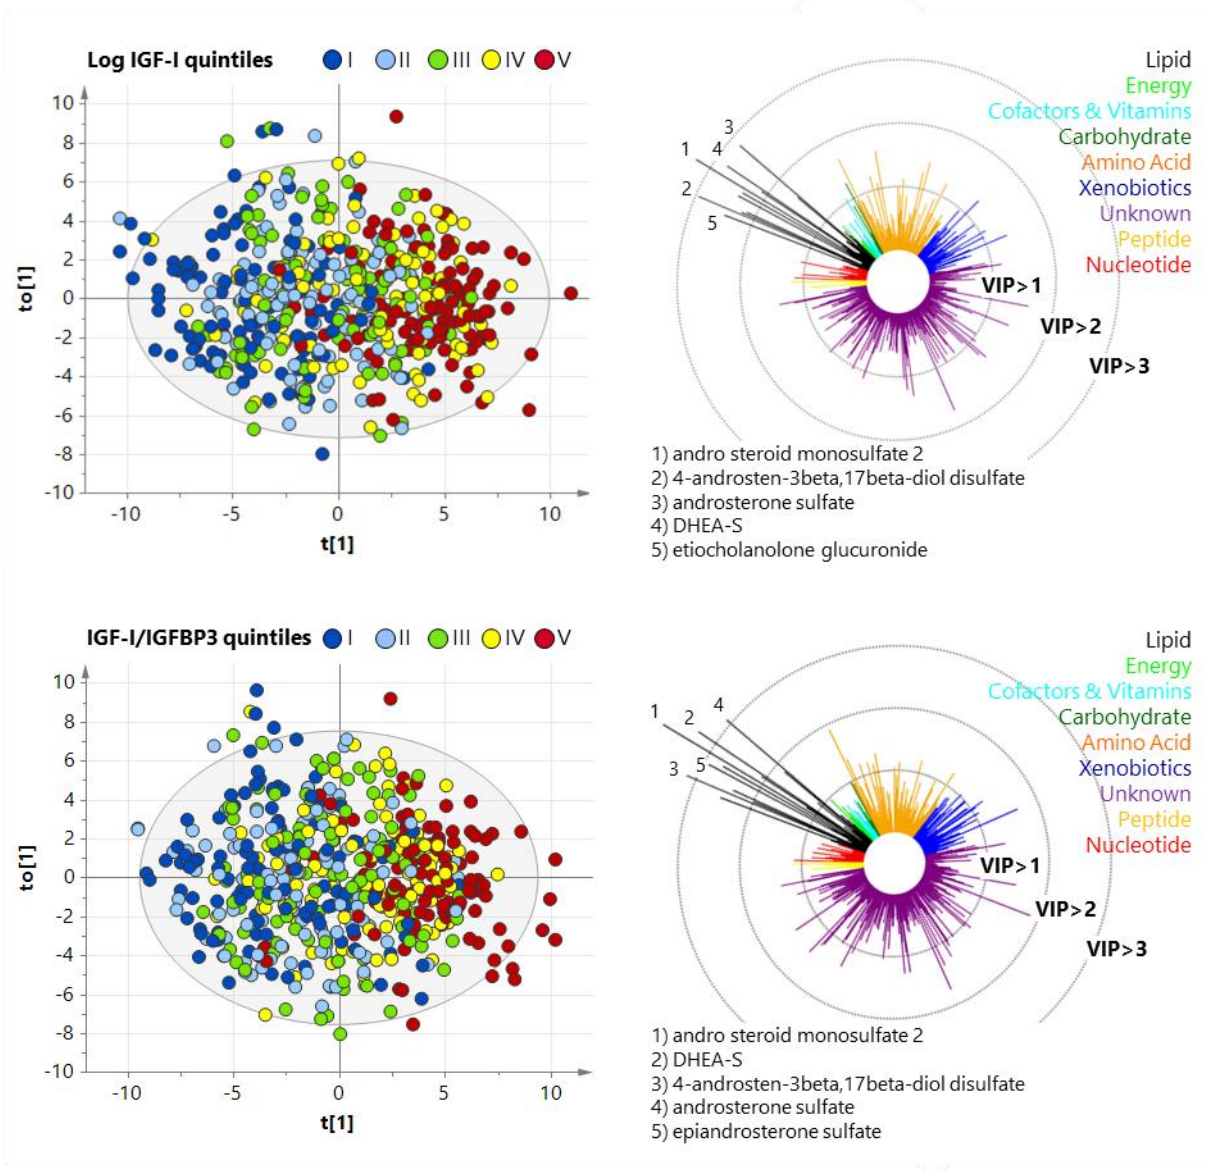 Log IGF-I quintiles I II III IV V
10
8
6
4
2
0
-2
-4
-6
-8
-10
to[1]
-10 -5 0 5 10
t[1]
Lipid
Energy
Cofactors & Vitamins
Carbohydrate
Amino Acid
Xenobiotics
Unknown
Peptide
Nucleotide
3
1 4
2
5
VIP>1
VIP>2
VIP>3
1) andro steroid monosulfate 2
2) 4-androsten-3beta,17beta-diol disulfate
3) androsterone sulfate
4) DHEA-S
5) etiocholanolone glucuronide
IGF-I/IGFBP3 quintiles I II III IV V
10
8
6
4
2
0
-2
-4
-6
-8
-10
to[1]
-10 -5 0 5 10
t[1]
Lipid
Energy
Cofactors & Vitamins
Carbohydrate
Amino Acid
Xenobiotics
Unknown
Peptide
Nucleotide
1 2 4
3 5
VIP>1
VIP>2
VIP>3
1) andro steroid monosulfate 2
2) DHEA-S
3) 4-androsten-3beta,17beta-diol disulfate
4) androsterone sulfate
5) epiandrosterone sulfate